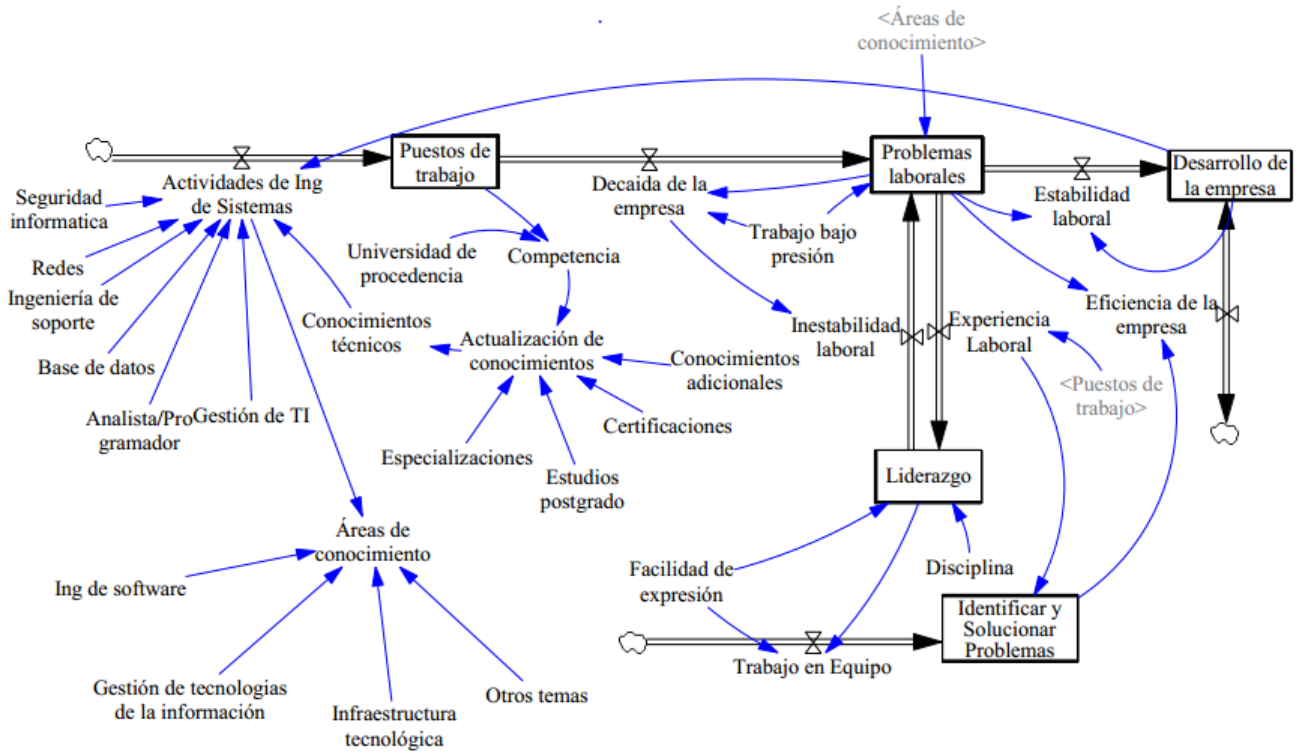 <Áreas de
conocimiento>
Puestos de
trabajo
Problemas
laborales
Desarrollo de
la empresa
Actividades de Ing
de Sistemas
Decaida de la
empresa
Estabilidad
laboral
Seguridad
informatica
Trabajo bajo
presión
Universidad de
procedencia
Competencia
Redes
Ingeniería de
soporte
Conocimientos
técnicos
Actualización de
conocimientos
Inestabilidad
laboral
Experiencia
Laboral
Eficiencia de la
empresa
Base de datos
Conocimientos
adicionales
<Puestos de
trabajo>
Analista/Pro
gramador
Gestión de TI
Certificaciones
Especializaciones
Estudios
postgrado
Liderazgo
Áreas de
conocimiento
Ing de software
Facilidad de
expresión
Disciplina
Identificar y
Solucionar
Problemas
Trabajo en Equipo
Gestión de tecnologias
de la información
Infraestructura
tecnológica
Otros temas